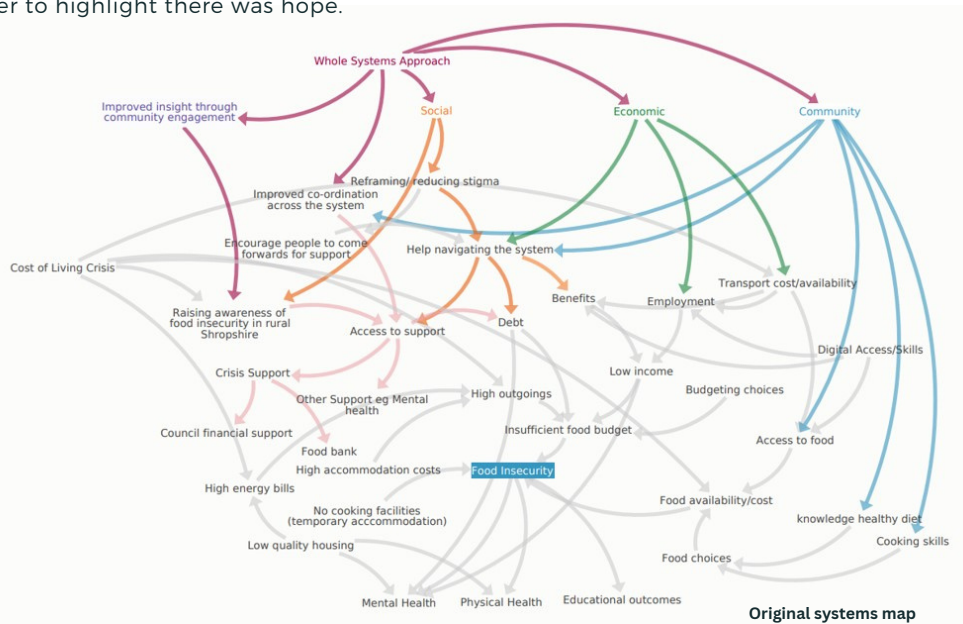 er to highlight there was hope.
Whole Systems Approach
Improved insight through
community engagement
Social
Economic
Community
Reframing/ reducing stigma
Improved co-ordination
across the system
Encourage people to come
forwards for support
Help navigating the system
Cost of Living Crisis
Transport cost/availability
Benefits
Employment
Raising awareness of
food insecurity in rural
Shropshire
Access to support
Debt
Digital Access/Skills
Crisis Support
Low income
Other Support eg Mental
health
High outgoings
Budgeting choices
Council financial support
Insufficient food budget
Access to food
Food bank
High accommodation costs
Food Insecurity
High energy bills
Food availability/cost
No cooking facilities
(temporary acccommodation)
knowledge healthy diet
Low quality housing
Cooking skills
Food choices
Mental Health
Physical Health
Educational outcomes
Original systems map